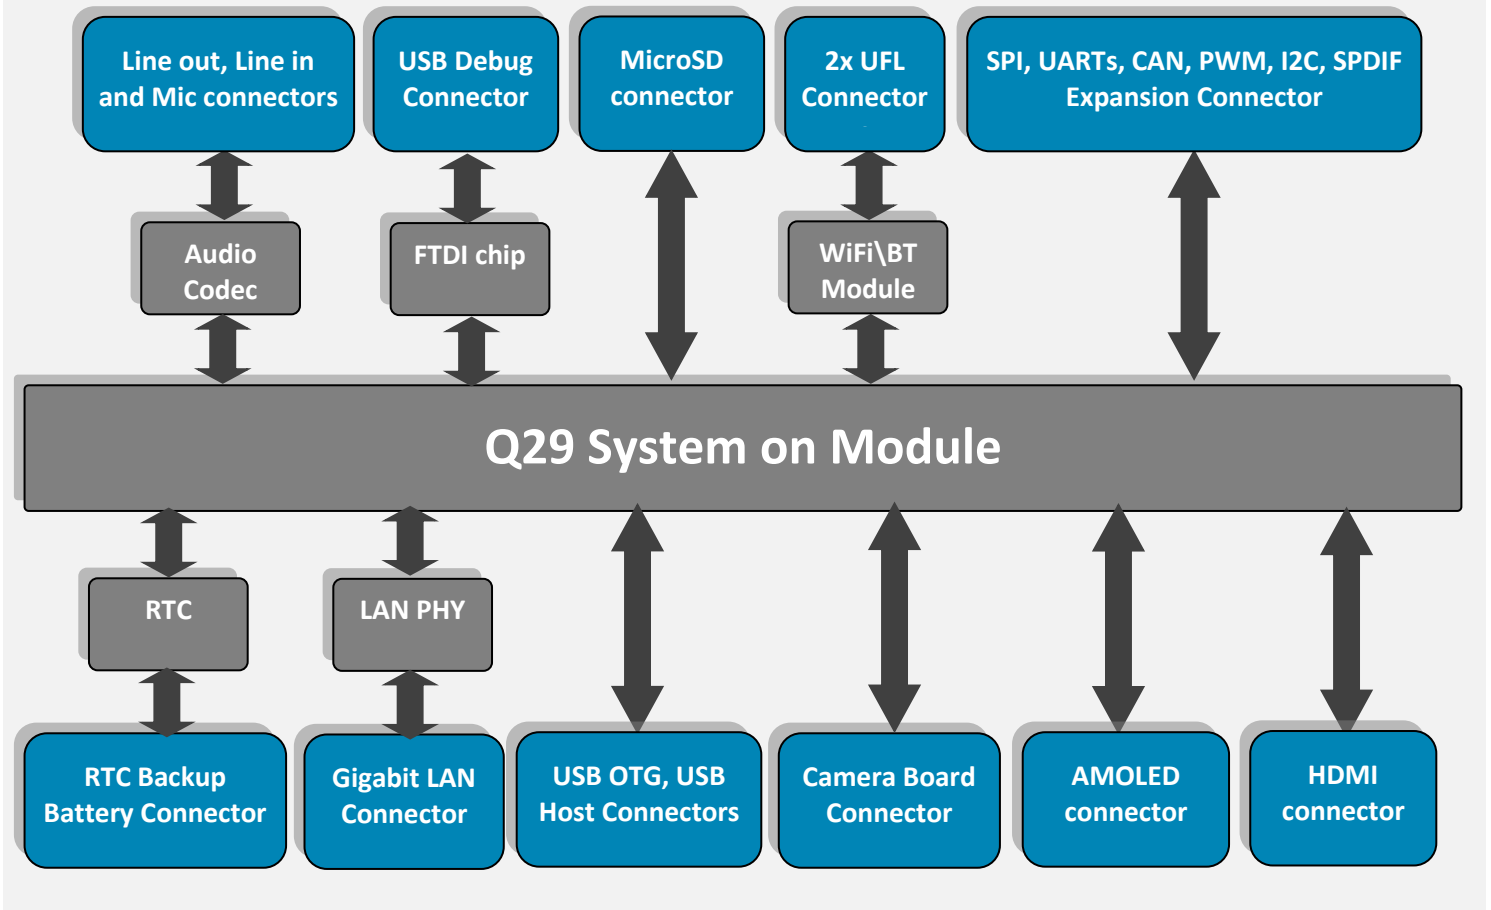 Line out, Line in
and Mic connectors
USB Debug
Connector
MicroSD
connector
2x UFL
Connector
SPI, UARTs, CAN, PWM, I2C, SPDIF
Expansion Connector
Audio
Codec
FTDI chip
WiFi\BT
Module
Q29 System on Module
RTC
LAN PHY
RTC Backup
Battery Connector
Gigabit LAN
Connector
USB OTG, USB
Host Connectors
Camera Board
Connector
AMOLED
connector
HDMI
connector